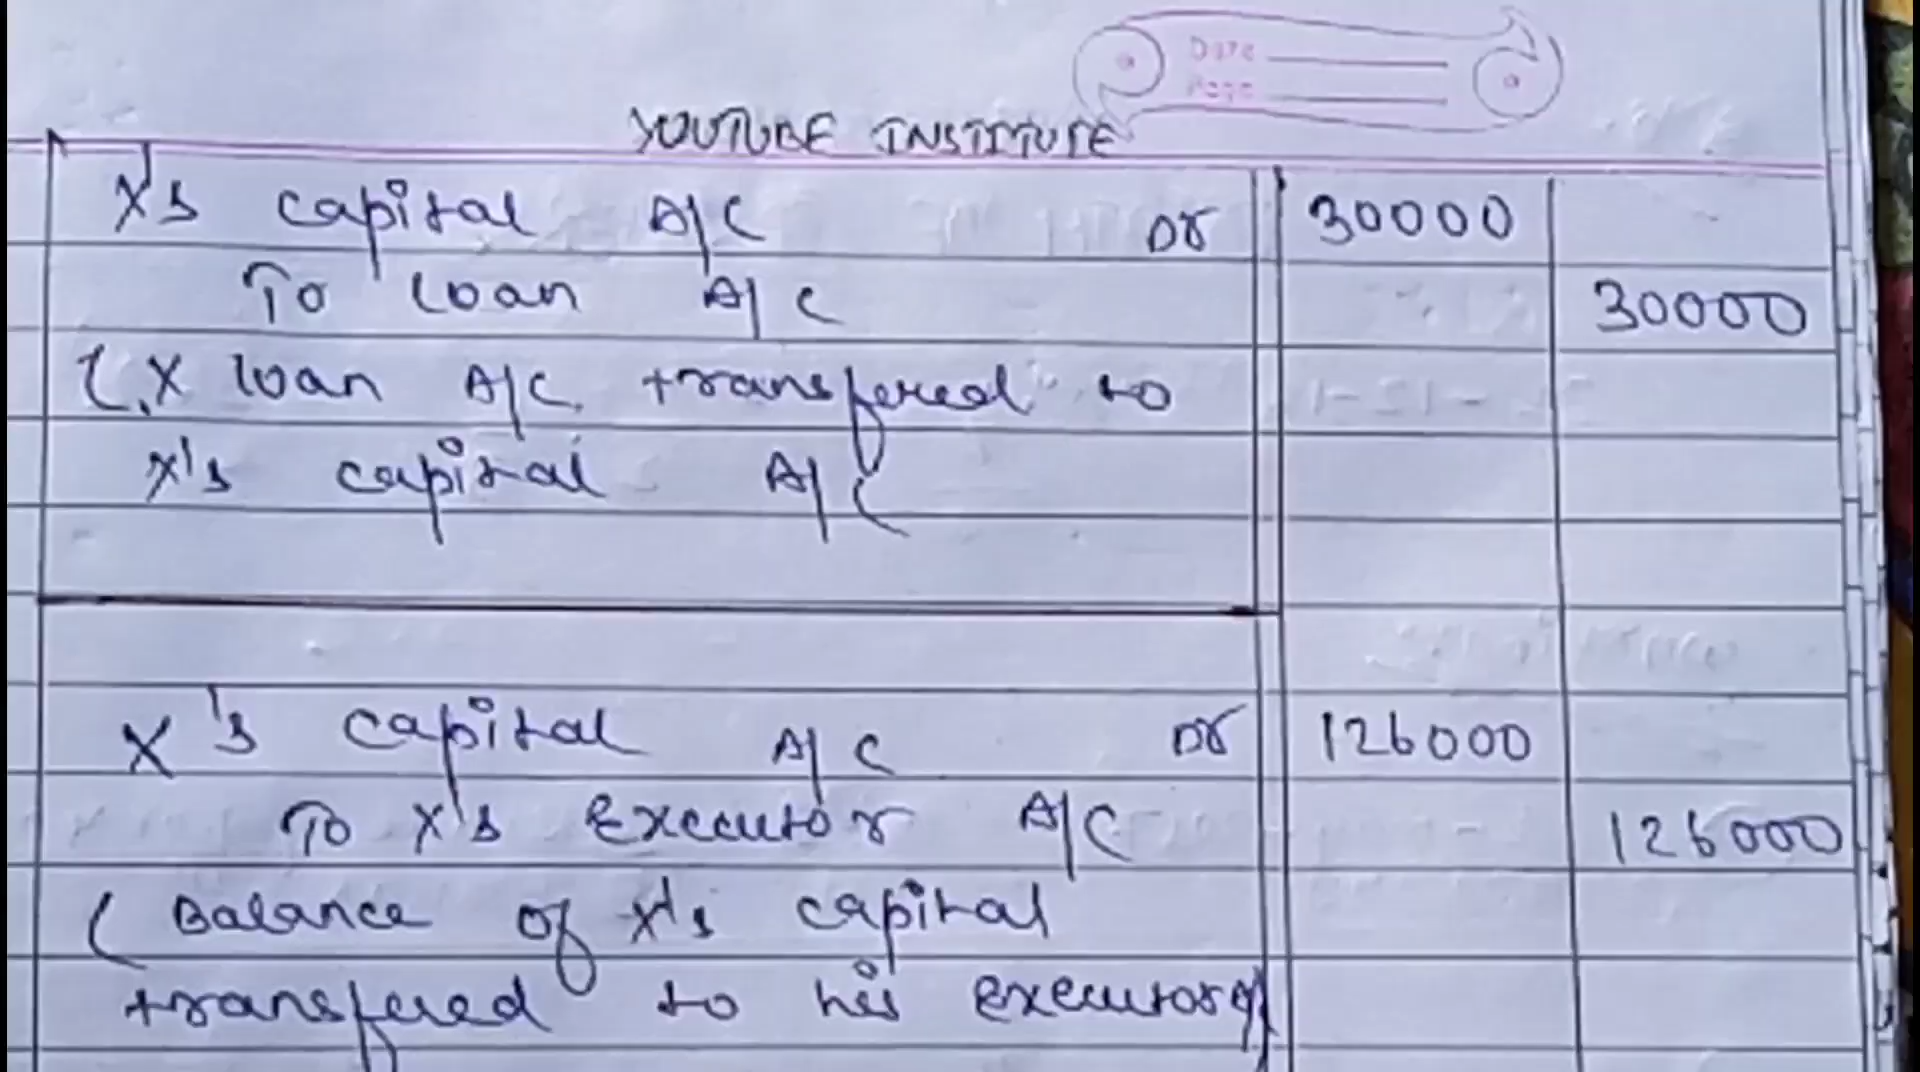 Date
Page
YOUTUBE INSTITUTE
X's capital A/C Dr 30000
To Loan A/C 30000
(X loan A/C transfered to
X's capital A/C
X's capital A/C Dr 126000
To X's Executor A/C 126000
(Balance of X's capital
transfered to his executor